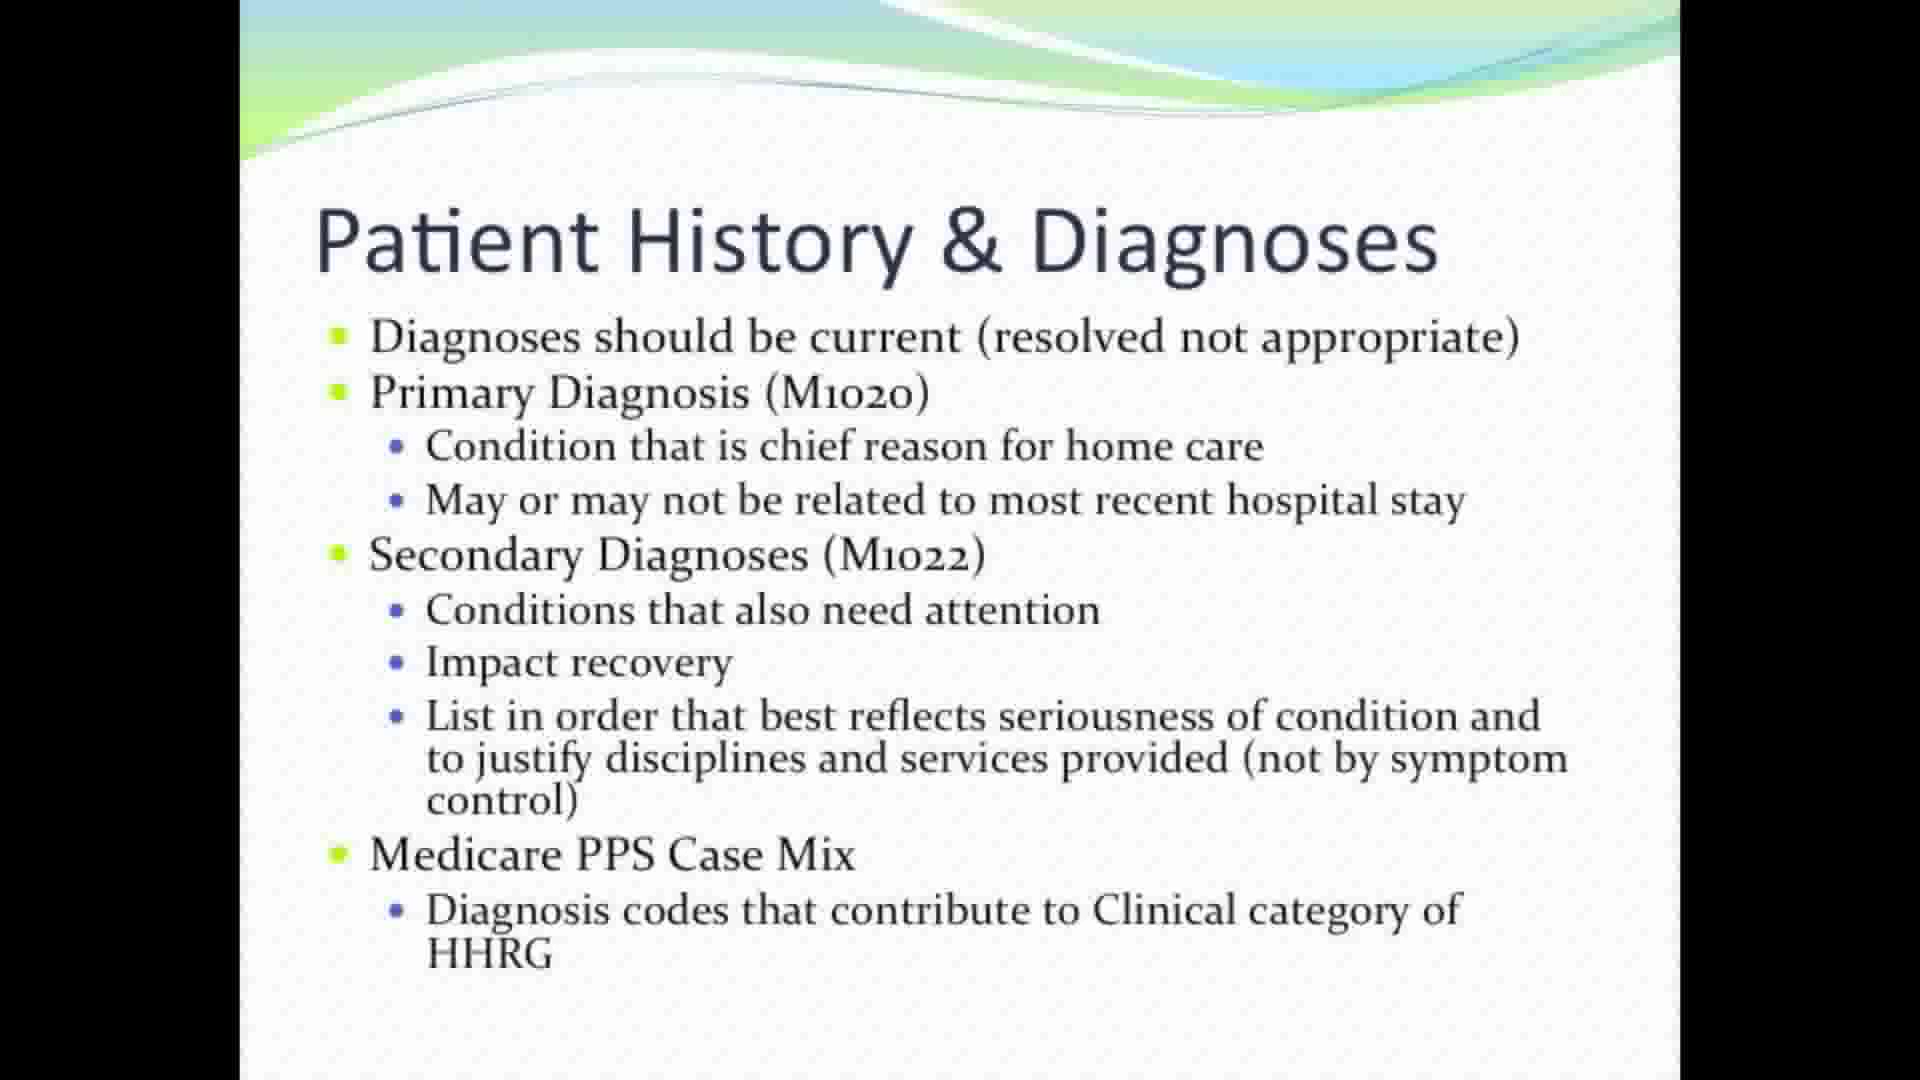 Patient History & Diagnoses
Diagnoses should be current (resolved not appropriate)
Primary Diagnosis (M1020)
Condition that is chief reason for home care
May or may not be related to most recent hospital stay
Secondary Diagnoses (M1022)
Conditions that also need attention
Impact recovery
List in order that best reflects seriousness of condition and
to justify disciplines and services provided (not by symptom
control)
Medicare PPS Case Mix
Diagnosis codes that contribute to Clinical category of
HHRG